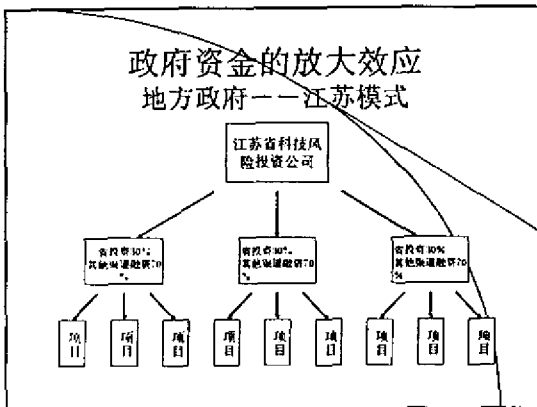 政府资金的放大效应
地方政府——江苏模式
江苏省科技风
险投资公司
省投资30%
其他渠道融资70
%
省投资30%
其他渠道融资70
%
省投资30%
其他渠道融资70
%
项目
项目
项目
项目
项目
项目
项目
项目
项目